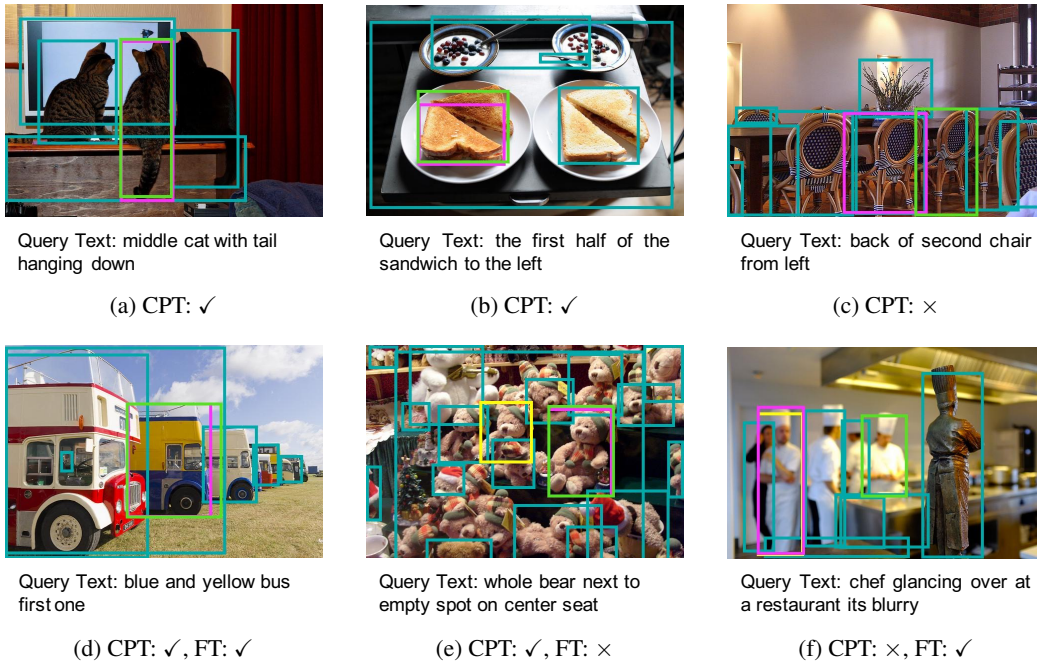 Query Text: middle cat with tail
hanging down
(a) CPT: ✓
Query Text: the first half of the
sandwich to the left
(b) CPT: ✓
Query Text: back of second chair
from left
(c) CPT: ×
Query Text: blue and yellow bus
first one
(d) CPT: ✓, FT: ✓
Query Text: whole bear next to
empty spot on center seat
(e) CPT: ✓, FT: ×
Query Text: chef glancing over at
a restaurant its blurry
(f) CPT: ×, FT: ✓